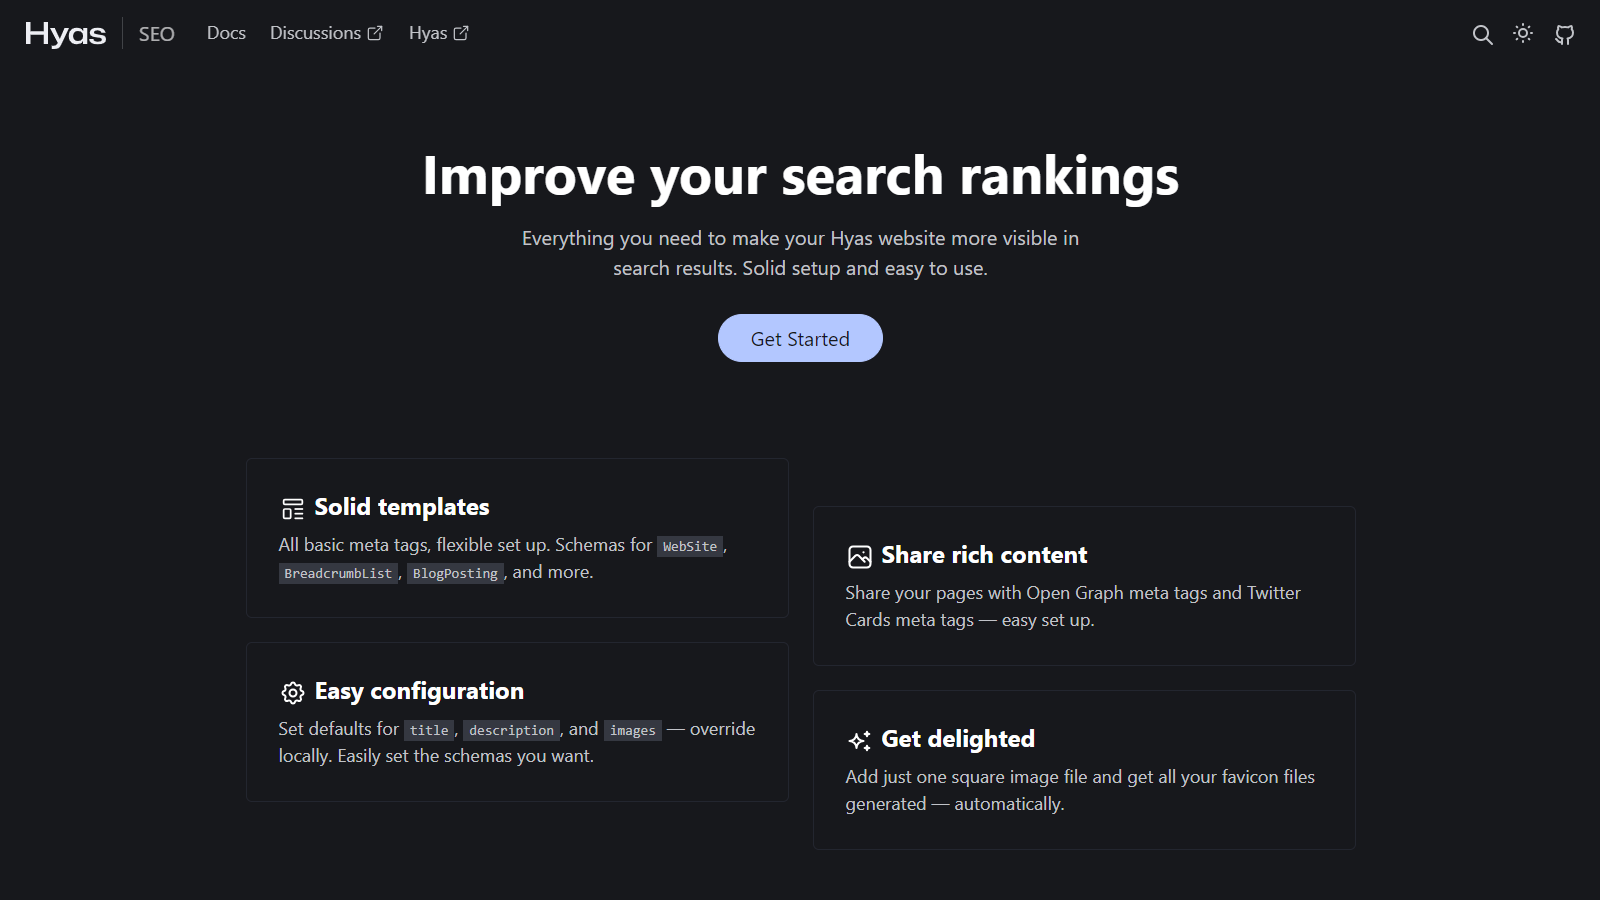 Hyas
SEO
Docs
Discussions
Hyas
Improve your search rankings
Everything you need to make your Hyas website more visible in
search results. Solid setup and easy to use.
Get Started
Solid templates
All basic meta tags, flexible set up. Schemas for WebSite,
BreadcrumbList, BlogPosting, and more.
Easy configuration
Set defaults for title, description, and images — override
locally. Easily set the schemas you want.
Share rich content
Share your pages with Open Graph meta tags and Twitter
Cards meta tags — easy set up.
Get delighted
Add just one square image file and get all your favicon files
generated — automatically.